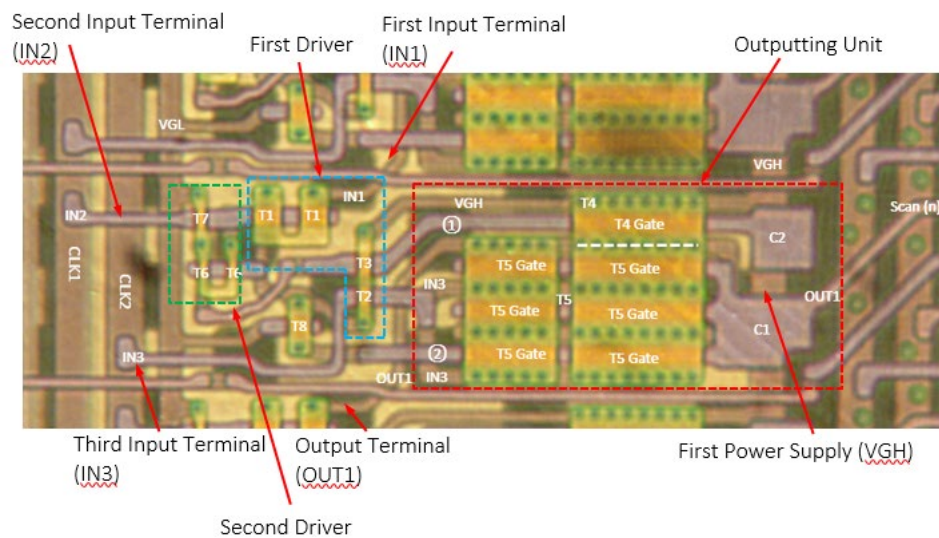 Second Input Terminal
(IN2)
First Driver
First Input Terminal
(IN1)
Outputting Unit
VGL
VGH
IN1
VGH
T4
IN2
T7
T1
T1
①
T4 Gate
C2
Scan (n)
CLK1
CLK2
T6
T6
T3
IN3
T5 Gate
T5 Gate
T2
T5
OUT1
T8
T5 Gate
T5 Gate
C1
IN3
②
T5 Gate
T5 Gate
OUT1
IN3
Third Input Terminal
(IN3)
Output Terminal
(OUT1)
First Power Supply (VGH)
Second Driver